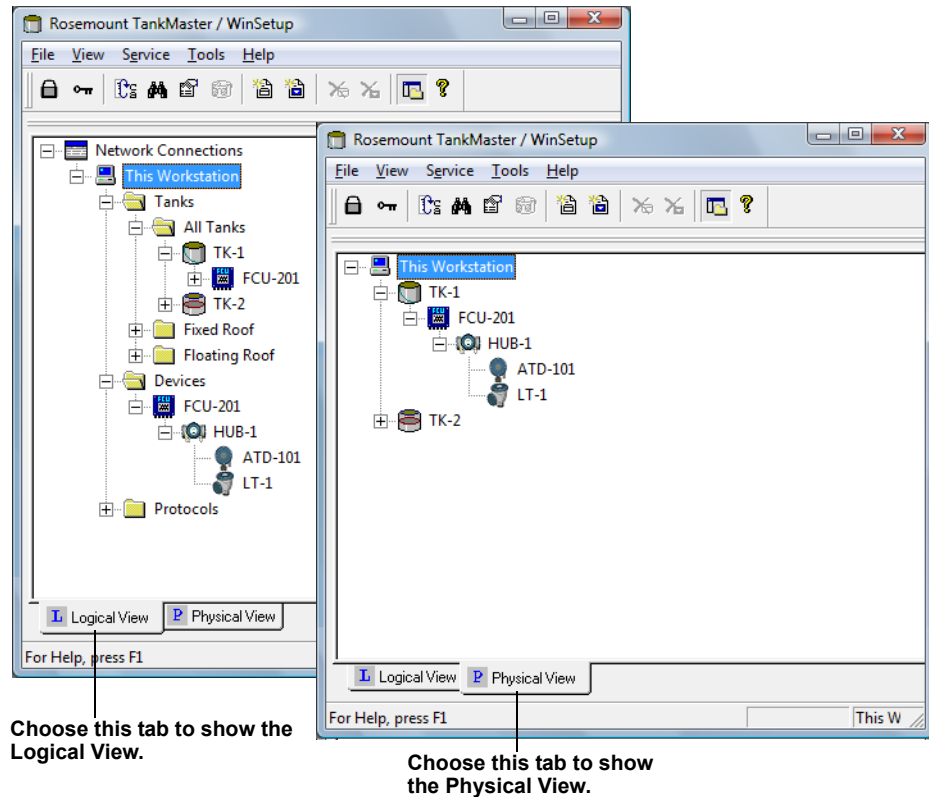 Rosemount TankMaster / WinSetup
File View Service Tools Help
Network Connections
This Workstation
Tanks
All Tanks
TK-1
FCU-201
TK-2
Fixed Roof
Floating Roof
Devices
FCU-201
HUB-1
ATD-101
LT-1
Protocols
L Logical View P Physical View
For Help, press F1
Rosemount TankMaster / WinSetup
File View Service Tools Help
This Workstation
TK-1
FCU FCU-201
HUB-1
ATD-101
LT-1
TK-2
L Logical View P Physical View
For Help, press F1 This W
Choose this tab to show the
Logical View.
Choose this tab to show
the Physical View.